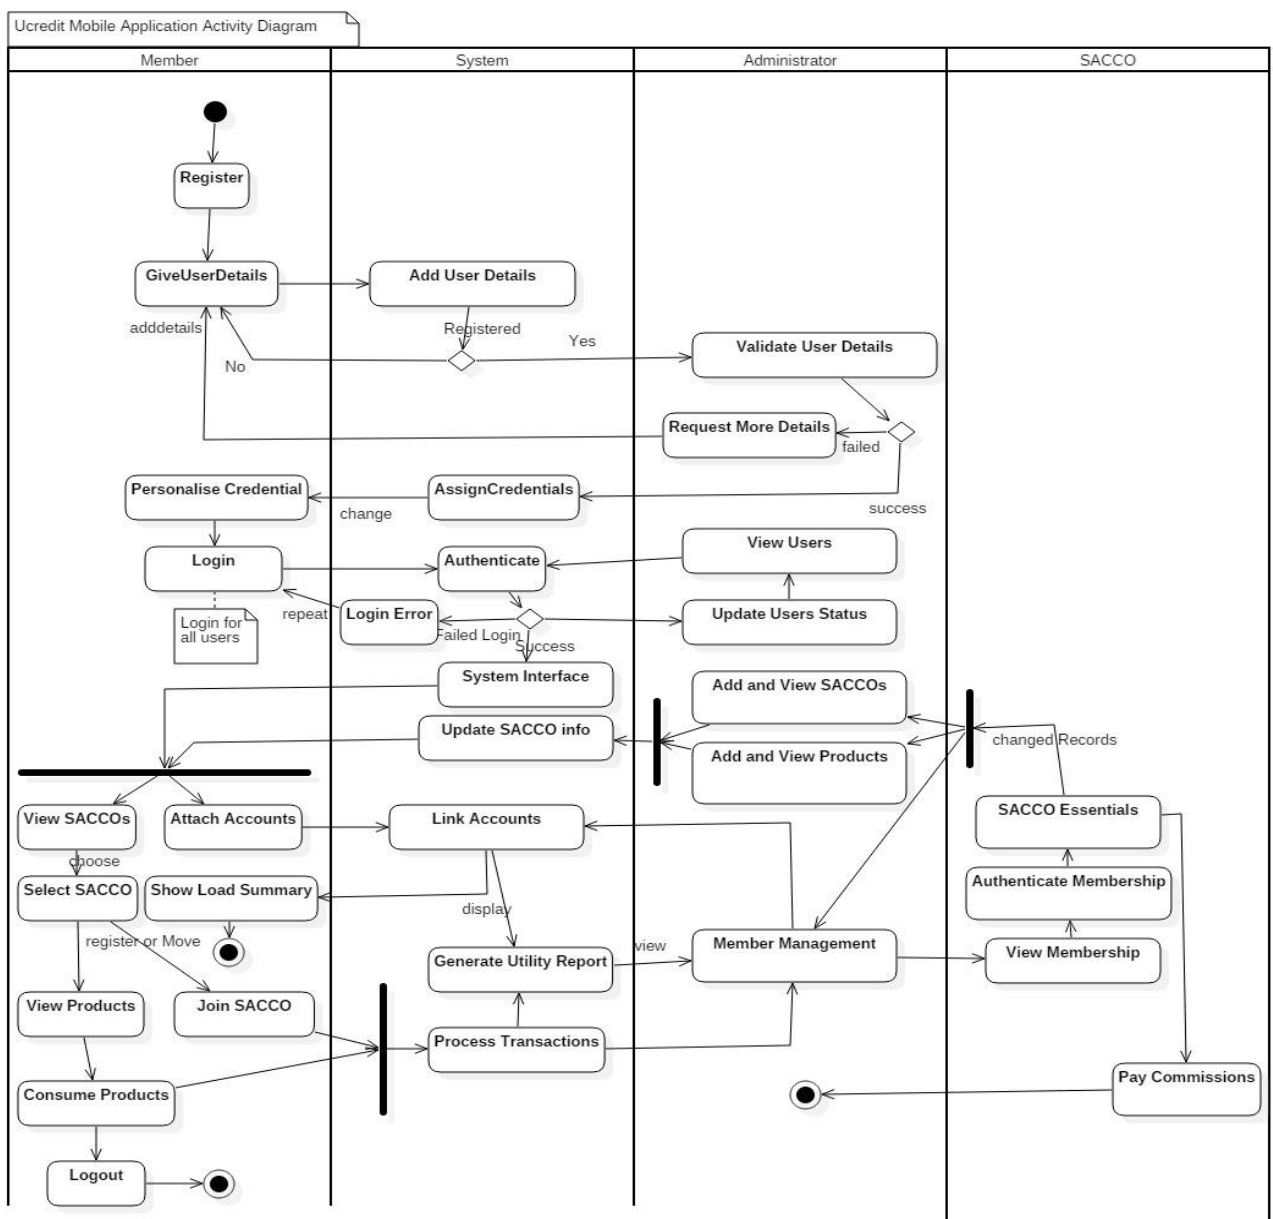 Ucredit Mobile Application Activity Diagram
Member
System
Administrator
SACCO
Register
GiveUserDetails
Add User Details
adddetails
Registered
Yes
No
Validate User Details
Request More Details
failed
Personalise Credential
AssignCredentials
change
success
Login
Authenticate
View Users
Login for
all users
repeat
Login Error
Failed Login
Success
Update Users Status
System Interface
Add and View SACCOs
Update SACCO info
Add and View Products
changed Records
View SACCOs
Attach Accounts
Link Accounts
SACCO Essentials
choose
Select SACCO
Show Load Summary
display
Authenticate Membership
register or Move
view
Member Management
View Membership
Generate Utility Report
View Products
Join SACCO
Process Transactions
Consume Products
Pay Commissions
Logout